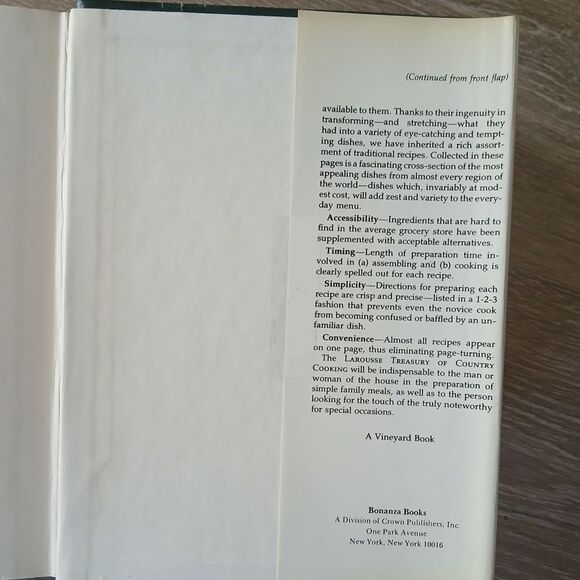 (Continued from front flap)
available to them. Thanks to their ingenuity in
transforming—and stretching—what they
had into a variety of eye-catching and tempt-
ing dishes, we have inherited a rich assort-
ment of traditional recipes. Collected in these
pages is a fascinating cross-section of the most
appealing dishes from almost every region of
the world—dishes which, invariably at mod-
est cost, will add zest and variety to the every-
day menu.
Accessibility—Ingredients that are hard to
find in the average grocery store have been
supplemented with acceptable alternatives.
Timing—Length of preparation time in-
volved in (a) assembling and (b) cooking is
clearly spelled out for each recipe.
Simplicity—Directions for preparing each
recipe are crisp and precise—listed in a 1-2-3
fashion that prevents even the novice cook
from becoming confused or baffled by an un-
familiar dish.
Convenience—Almost all recipes appear
on one page, thus eliminating page-turning.
The LAROUSSE TREASURY OF COUNTRY
COOKING will be indispensable to the man or
woman of the house in the preparation of
simple family meals, as well as to the person
looking for the touch of the truly noteworthy
for special occasions.
A Vineyard Book
Bonanza Books
A Division of Crown Publishers, Inc.
One Park Avenue
New York, New York 10016